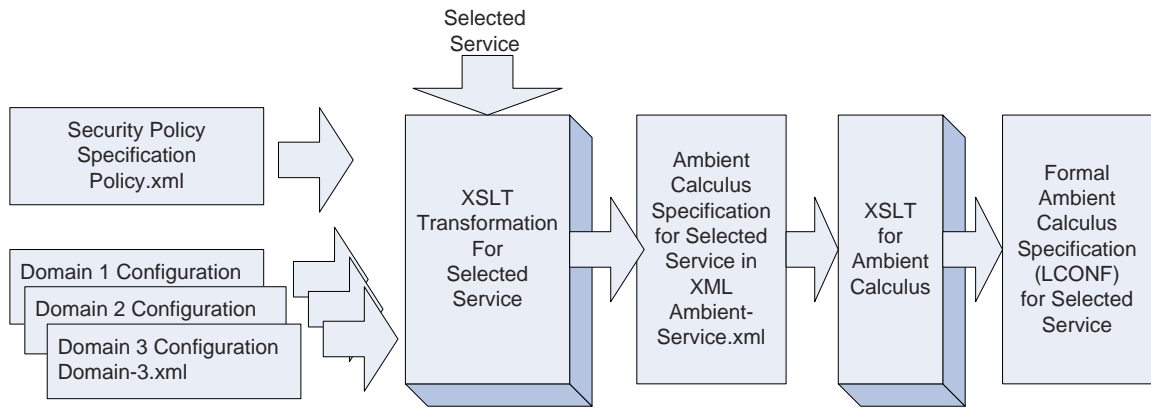 Selected
Service
Security Policy
Specification
Policy.xml
Domain 1 Configuration
Domain 2 Configuration
Domain 3 Configuration
Domain-3.xml
XSLT
Transformation
For
Selected
Service
Ambient
Calculus
Specification
for Selected
Service in
XML
Ambient-
Service.xml
XSLT
for
Ambient
Calculus
Formal
Ambient
Calculus
Specification
(LCONF)
for Selected
Service